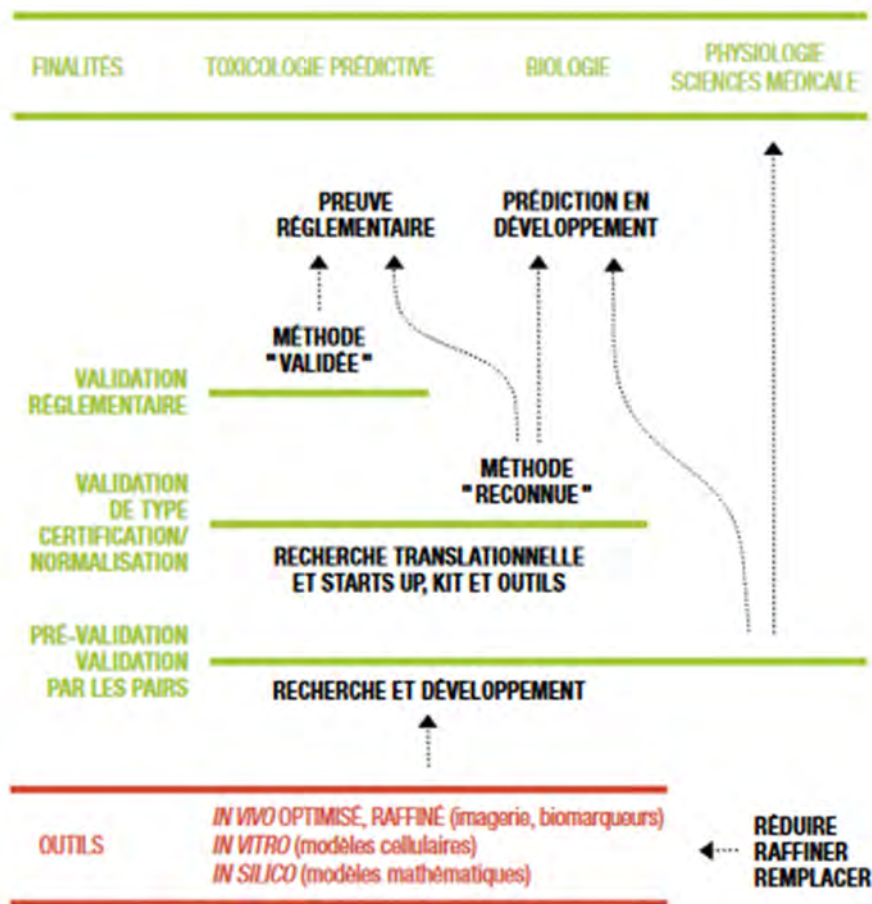 FINALITÉS
TOXICOLOGIE PRÉDICTIVE
BIOLOGIE
PHYSIOLOGIE
SCIENCES MÉDICALE
PREUVE
RÉGLEMENTAIRE
PRÉDICTION EN
DÉVELOPPEMENT
MÉTHODE
"VALIDÉE"
VALIDATION
RÉGLEMENTAIRE
MÉTHODE
"RECONNUE"
VALIDATION
DE TYPE
CERTIFICATION/
NORMALISATION
RECHERCHE TRANSLATIONNELLE
ET STARTS UP, KIT ET OUTILS
PRÉ-VALIDATION
VALIDATION
PAR LES PAIRS
RECHERCHE ET DÉVELOPPEMENT
OUTILS
IN VIVO OPTIMISÉ, RAFFINÉ (imagerie, biomarqueurs)
IN VITRO (modèles cellulaires)
IN SILICO (modèles mathématiques)
RÉDUIRE
RAFFINER
REMPLACER